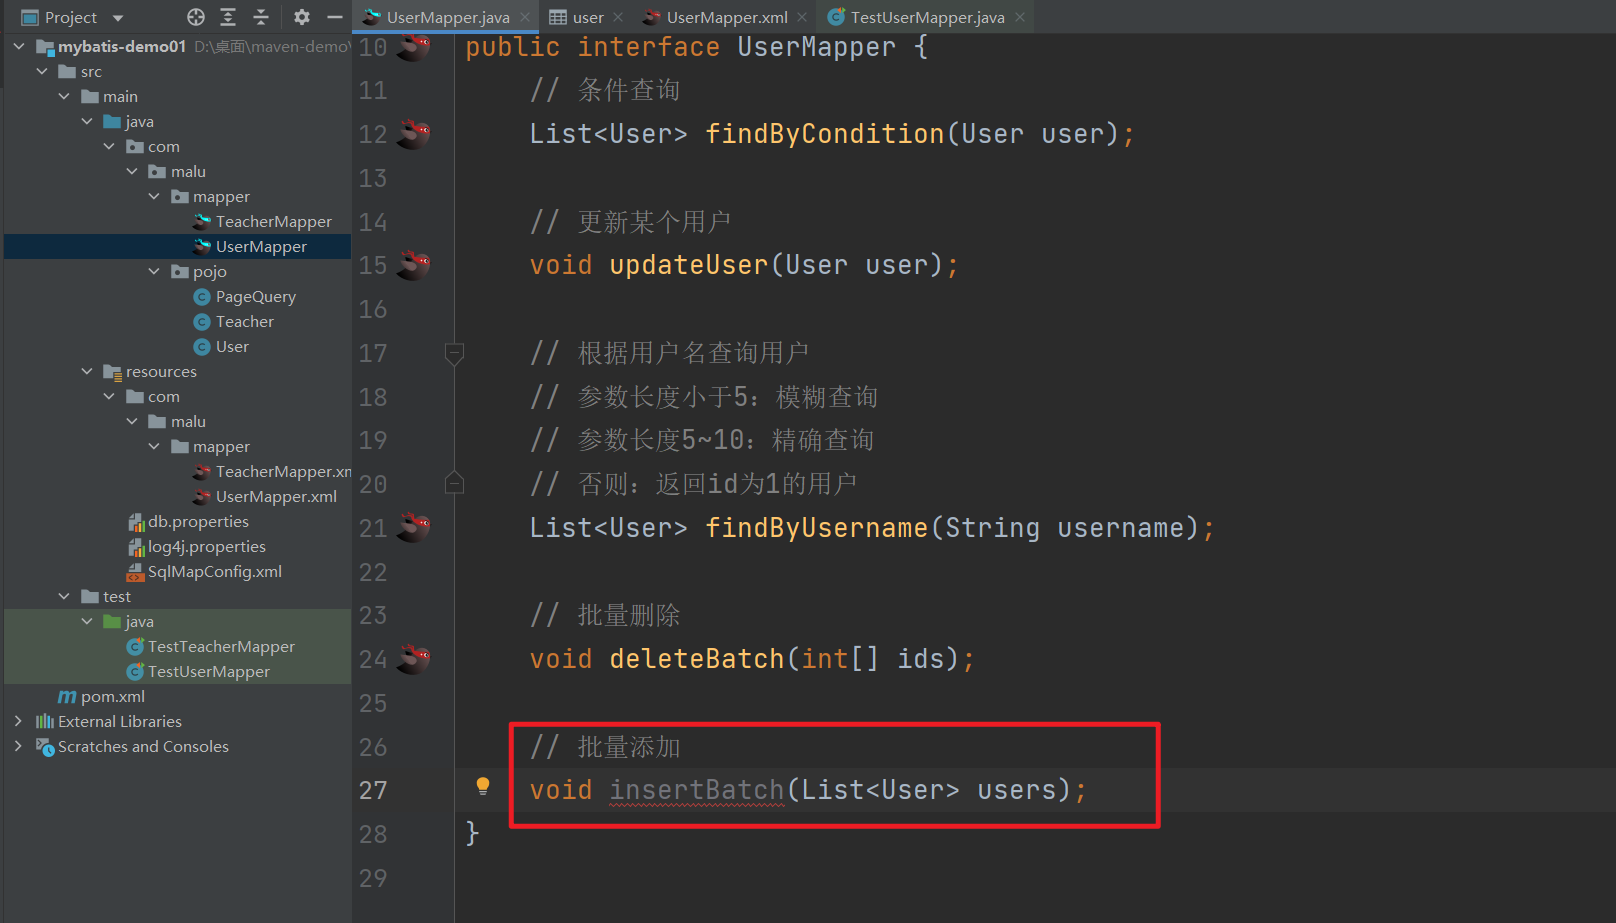 Project
UserMapper.java
user
UserMapper.xml
TestUserMapper.java
mybatis-demo01 D:\桌面\maven-demo\
src
main
java
com
malu
mapper
TeacherMapper
UserMapper
pojo
PageQuery
Teacher
User
resources
com
malu
mapper
TeacherMapper.xm
UserMapper.xml
db.properties
log4j.properties
SqlMapConfig.xml
test
java
TestTeacherMapper
TestUserMapper
pom.xml
External Libraries
Scratches and Consoles
10 public interface UserMapper {
11 // 条件查询
12 List<User> findByCondition(User user);
13
14 // 更新某个用户
15 void updateUser(User user);
16
17 // 根据用户名查询用户
18 // 参数长度小于5：模糊查询
19 // 参数长度5~10：精确查询
20 // 否则：返回id为1的用户
21 List<User> findByUsername(String username);
22
23 // 批量删除
24 void deleteBatch(int[] ids);
25
26 // 批量添加
27 void insertBatch(List<User> users);
28 }
29